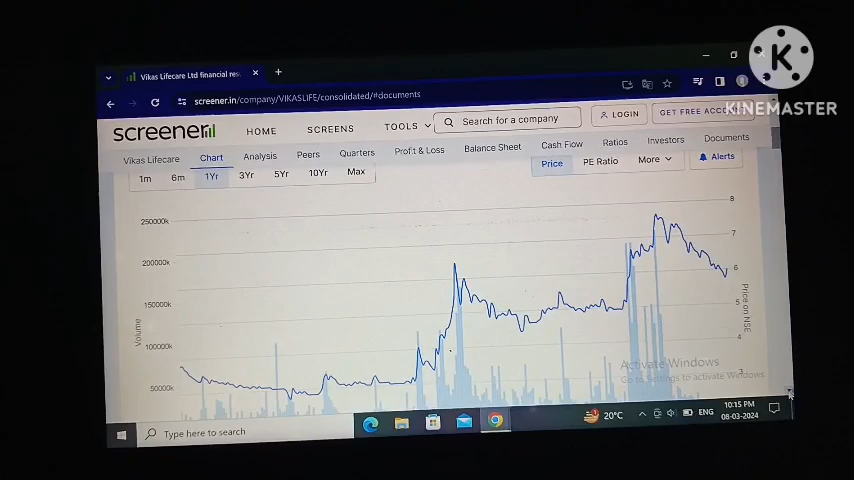 Vikas Lifecare Ltd financial res
screener.in/company/VIKASLIFE/consolidated/#documents
KINEMASTER
screener
HOME
SCREENS
TOOLS
Search for a company
LOGIN
GET FREE ACCOUNT
Vikas Lifecare
Chart
Analysis
Peers
Quarters
Profit & Loss
Balance Sheet
Cash Flow
Ratios
Investors
Documents
1m
6m
1Yr
3Yr
5Yr
10Yr
Max
Price
PE Ratio
More
Alerts
250000k
200000k
150000k
100000k
50000k
Volume
8
7
6
5
4
3
Price on NSE
Activate Windows
Go to Settings to activate Windows.
Type here to search
20°C
ENG
10:15 PM
08-03-2024